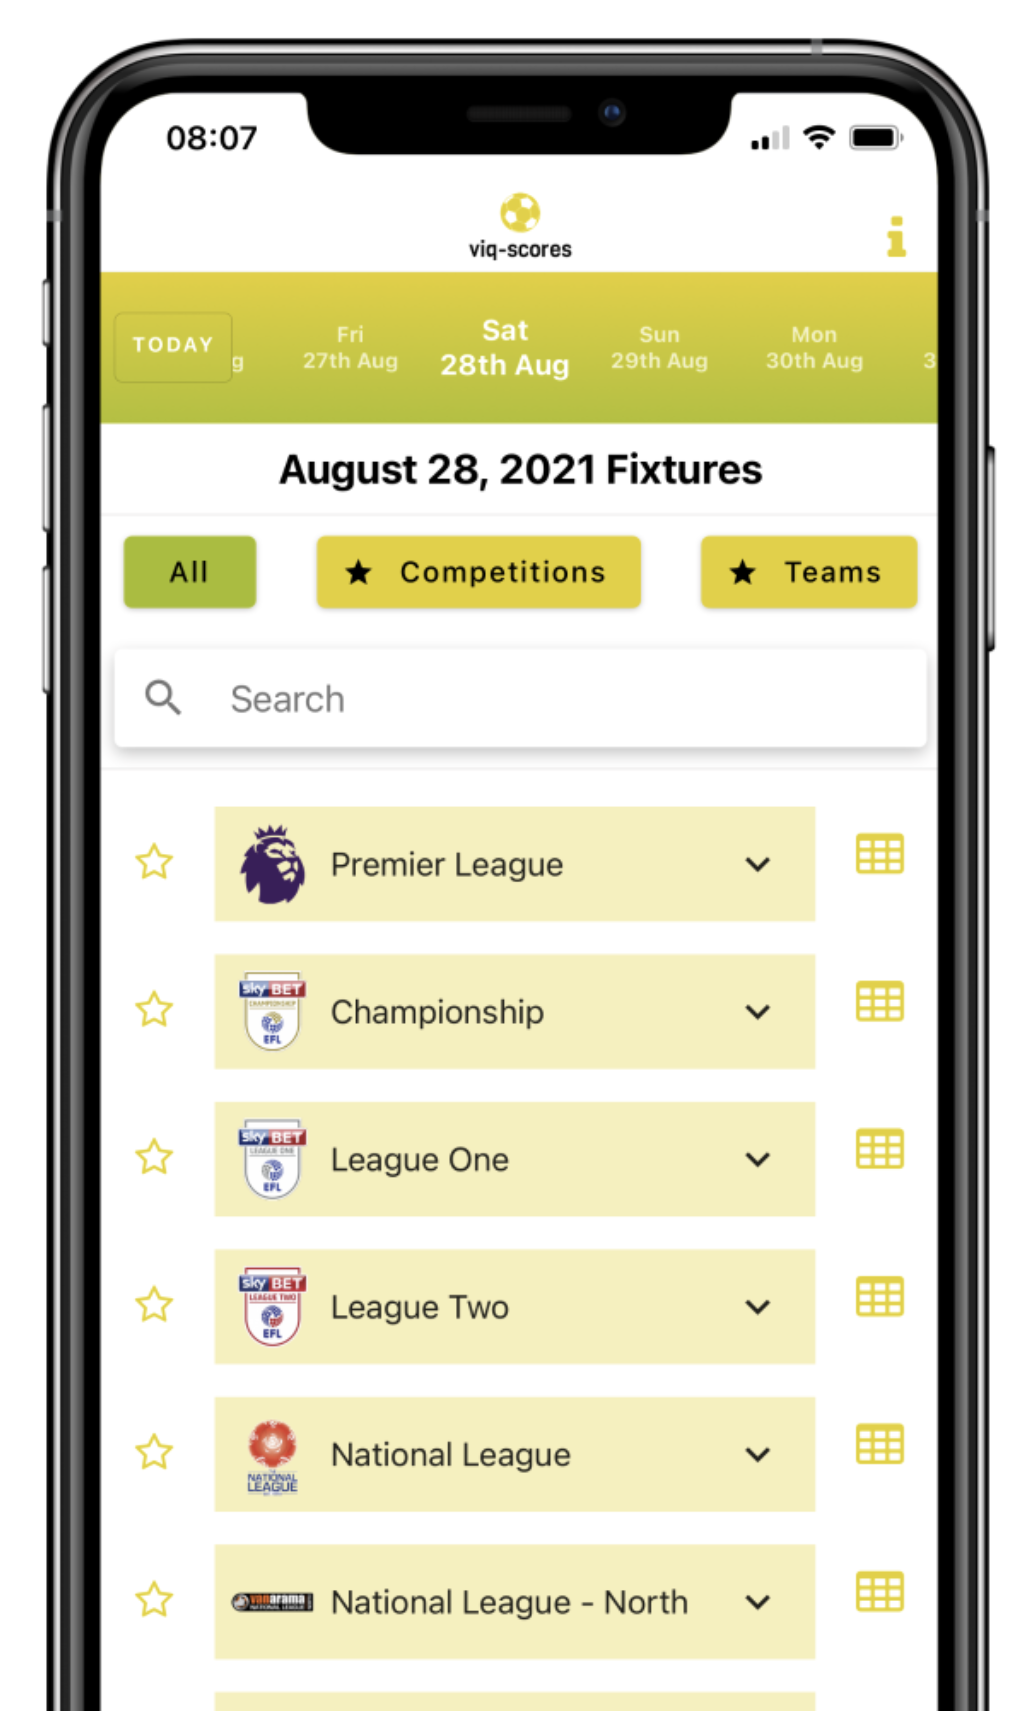 08:07
viq-scores
i
TODAY
g
Fri
27th Aug
Sat
28th Aug
Sun
29th Aug
Mon
30th Aug
3
August 28, 2021 Fixtures
All
★ Competitions
★ Teams
Search
Premier League
sky BET
CHAMPIONSHIP
EFL
Championship
sky BET
LEAGUE ONE
EFL
League One
sky BET
LEAGUE TWO
EFL
League Two
NATIONAL
LEAGUE
National League
vanarama
NATIONAL LEAGUE
National League - North